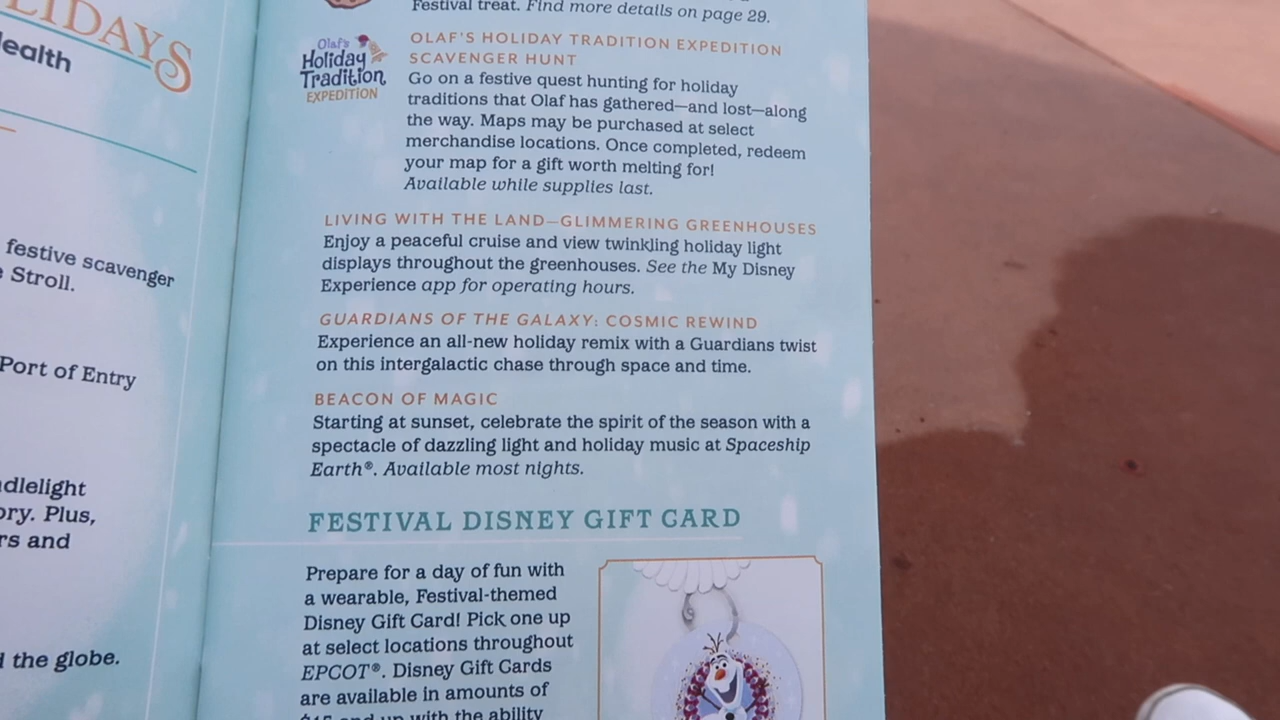 LIDAYS
Health
festive scavenger
Stroll.
Port of Entry
ndlelight
ory. Plus,
rs and
d the globe.
Festival treat. Find more details on page 29.
Olaf's
Holiday
Tradition
EXPEDITION
OLAF'S HOLIDAY TRADITION EXPEDITION
SCAVENGER HUNT
Go on a festive quest hunting for holiday
traditions that Olaf has gathered—and lost—along
the way. Maps may be purchased at select
merchandise locations. Once completed, redeem
your map for a gift worth melting for!
Available while supplies last.
LIVING WITH THE LAND—GLIMMERING GREENHOUSES
Enjoy a peaceful cruise and view twinkling holiday light
displays throughout the greenhouses. See the My Disney
Experience app for operating hours.
GUARDIANS OF THE GALAXY: COSMIC REWIND
Experience an all-new holiday remix with a Guardians twist
on this intergalactic chase through space and time.
BEACON OF MAGIC
Starting at sunset, celebrate the spirit of the season with a
spectacle of dazzling light and holiday music at Spaceship
Earth®. Available most nights.
FESTIVAL DISNEY GIFT CARD
Prepare for a day of fun with
a wearable, Festival-themed
Disney Gift Card! Pick one up
at select locations throughout
EPCOT®. Disney Gift Cards
are available in amounts of
$15 and up with the ability